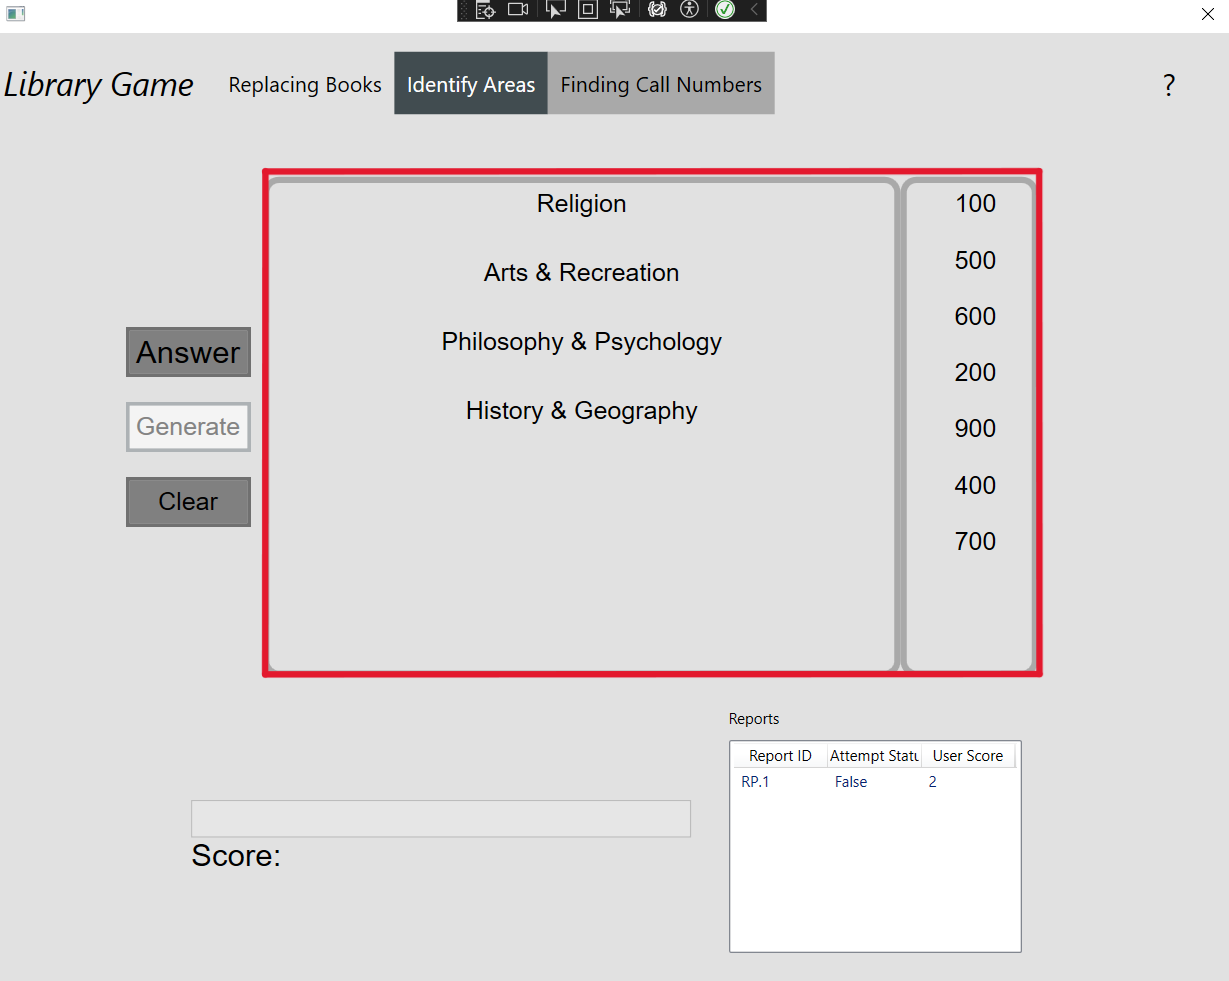 Library Game
Replacing Books
Identify Areas
Finding Call Numbers
?
Religion
Arts & Recreation
Philosophy & Psychology
History & Geography
100
500
600
200
900
400
700
Answer
Generate
Clear
Reports
Report ID Attempt Statu User Score
RP.1 False 2
Score: